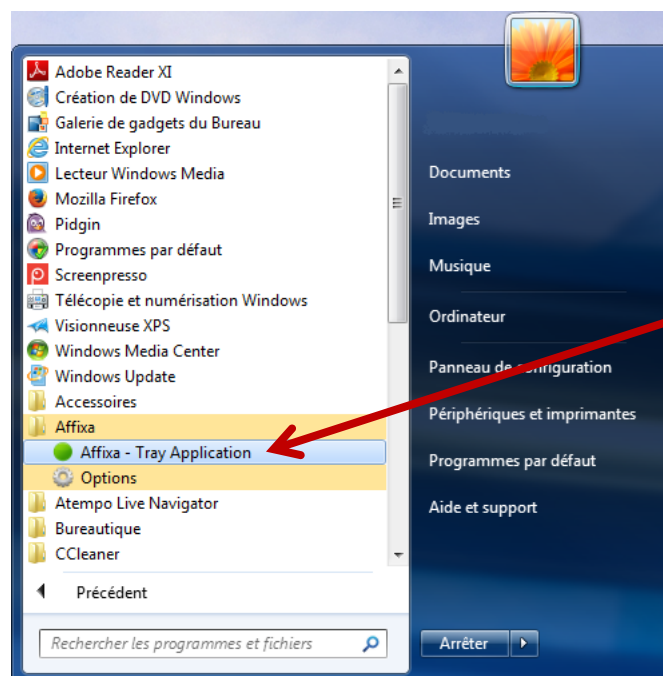 Adobe Reader XI
Création de DVD Windows
Galerie de gadgets du Bureau
Internet Explorer
Lecteur Windows Media
Mozilla Firefox
Pidgin
Programmes par défaut
Screenpresso
Télécopie et numérisation Windows
Visionneuse XPS
Windows Media Center
Windows Update
Accessoires
Affixa
Affixa - Tray Application
Options
Atempo Live Navigator
Bureautique
CCleaner
Précédent
Rechercher les programmes et fichiers
Documents
Images
Musique
Ordinateur
Panneau de configuration
Périphériques et imprimantes
Programmes par défaut
Aide et support
Arrêter